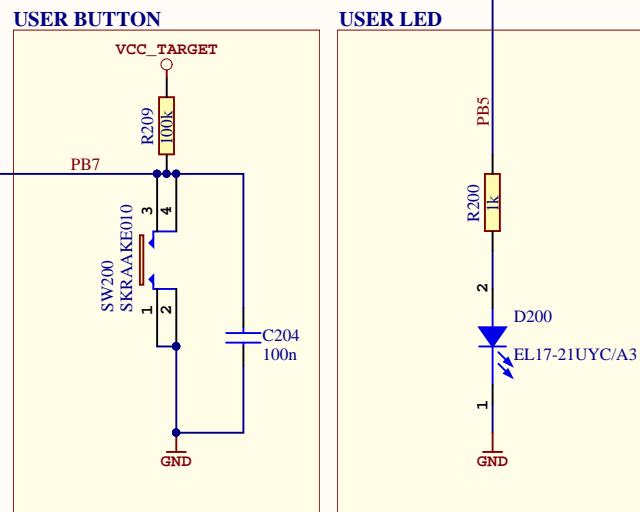 USER BUTTON
VCC_TARGET
R209
100k
PB7
3
4
SW200
SKRAAKE010
1
2
C204
100n
GND
USER LED
PB5
R200
1k
2
D200
EL17-21UYC/A3
1
GND